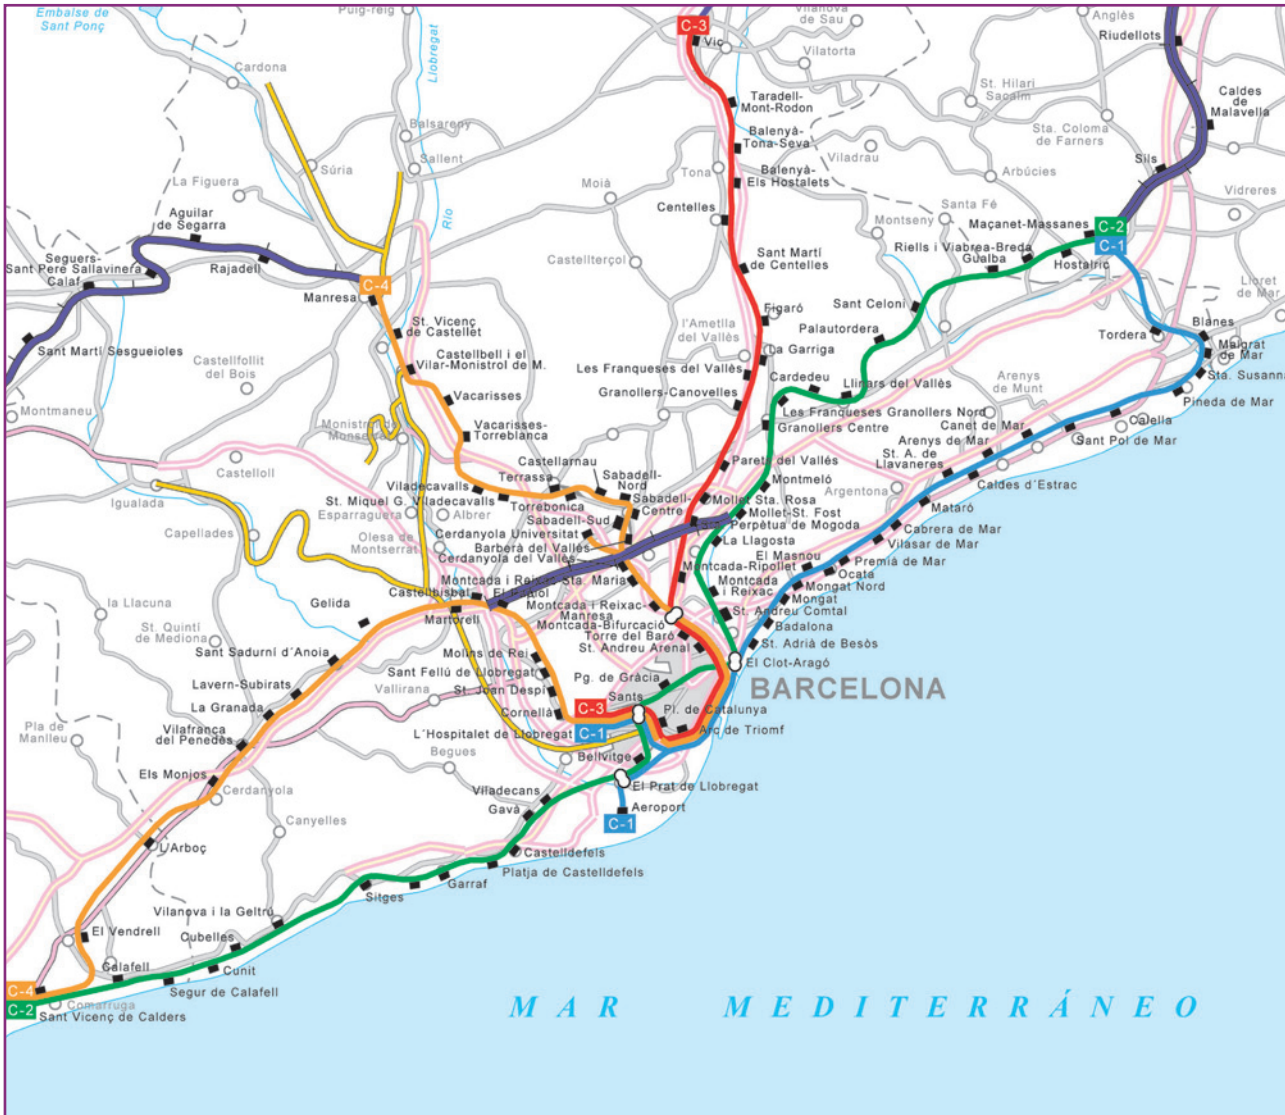 Embalse de
Sant Ponç
Puig-reig
Llobregat
C-3
Vic
Vilanova
de Sau
Vilatorta
Anglès
Riudellots
Cardona
Balsareny
Sallent
Súria
La Figuera
Río
Moià
Tona
Taradell-
Mont-Rodon
Balenyà-
Tona-Seva
Balenyà-
Els Hostalets
Viladrau
St. Hilari
Sacalm
Sta. Coloma
de Farners
Caldes
de
Malavella
Sils
Arbúcies
Vidreres
Aguilar
de Segarra
Seguers-
Sant Pere Sallavinera
Calaf
Rajadell
C-4
Manresa
Castellterçol
Centelles
Sant Martí
de Centelles
Montseny
Santa Fé
Maçanet-Massanes
C-2
C-1
Riells i Viabrea-Breda
Gualba
Hostalric
Lloret
de Mar
Sant Martí Sesgueioles
St. Vicenç
de Castellet
Castellbell i el
Vilar-Monistrol de M.
Castellfollit
del Bois
Montmaneu
l'Ametlla
del Vallès
Figaró
La Garriga
Sant Celoni
Palautordera
Tordera
Blanes
Malgrat
de Mar
Sta. Susanna
Pineda de Mar
Calella
Sant Pol de Mar
Vacarisses
Vacarisses-
Torreblanca
Les Franqueses del Vallès
Granollers-Canovelles
Cardedeu
Llinars del Vallès
Les Franqueses Granollers Nord
Granollers Centre
Arenys
de Munt
Canet de Mar
Arenys de Mar
St. A. de
Llavaneres
Caldes d´Estrac
Castelloll
Igualada
Capellades
Viladecavalls
Terrassa
Castellarnau
Sabadell-
Nord
Sabadell-
Centre
St. Miquel G. Viladecavalls
Esparraguera
Albrer
Torrebonica
Sabadell-Sud
Cerdanyola Universitat
Barberà del Vallès
Cerdanyola del Vallès
Olesa de
Montserrat
Parets del Vallés
Montmeló
Mollet Sta. Rosa
Mollet-St. Fost
Perpètua de Mogoda
La Llagosta
Argentona
Mataró
Cabrera de Mar
Vilasar de Mar
Premià de Mar
Ocata
El Masnou
Mongat Nord
Mongat
Badalona
St. Adrià de Besòs
Montcada-Ripollet
Montcada
i Reixac
St. Andreu Comtal
El Clot-Aragó
BARCELONA
Montcada i Reixac Sta. Maria
Montcada i Reixac-
Manresa
Montcada-Bifurcació
Torre del Baró
St. Andreu Arenal
Castellbisbal
El Papiol
Martorell
Gelida
la Llacuna
St. Quintí
de Mediona
Sant Sadurní d´Anoia
Lavern-Subirats
La Granada
Vilafranca
del Penedès
Vallirana
Molins de Rei
Sant Fellú de Llobregat
St. Joan Despí
Cornellà
Pg. de Gràcia
Sants
C-3
C-1
L´Hospitalet de Llobregat
Pl. de Catalunya
Arc de Triomf
Bellvitge
Begues
Viladecans
Gavà
El Prat de Llobregat
Aeroport
C-1
Pla de
Manlleu
Els Monjos
Cerdanyola
Canyelles
L'Arboç
Castelldefels
Platja de Castelldefels
Garraf
Sitges
Vilanova i la Geltrú
Cubelles
Cunit
Segur de Calafell
El Vendrell
Calafell
C-4
C-2
Comarruga
Sant Vicenç de Calders
MAR MEDITERRÁNEO